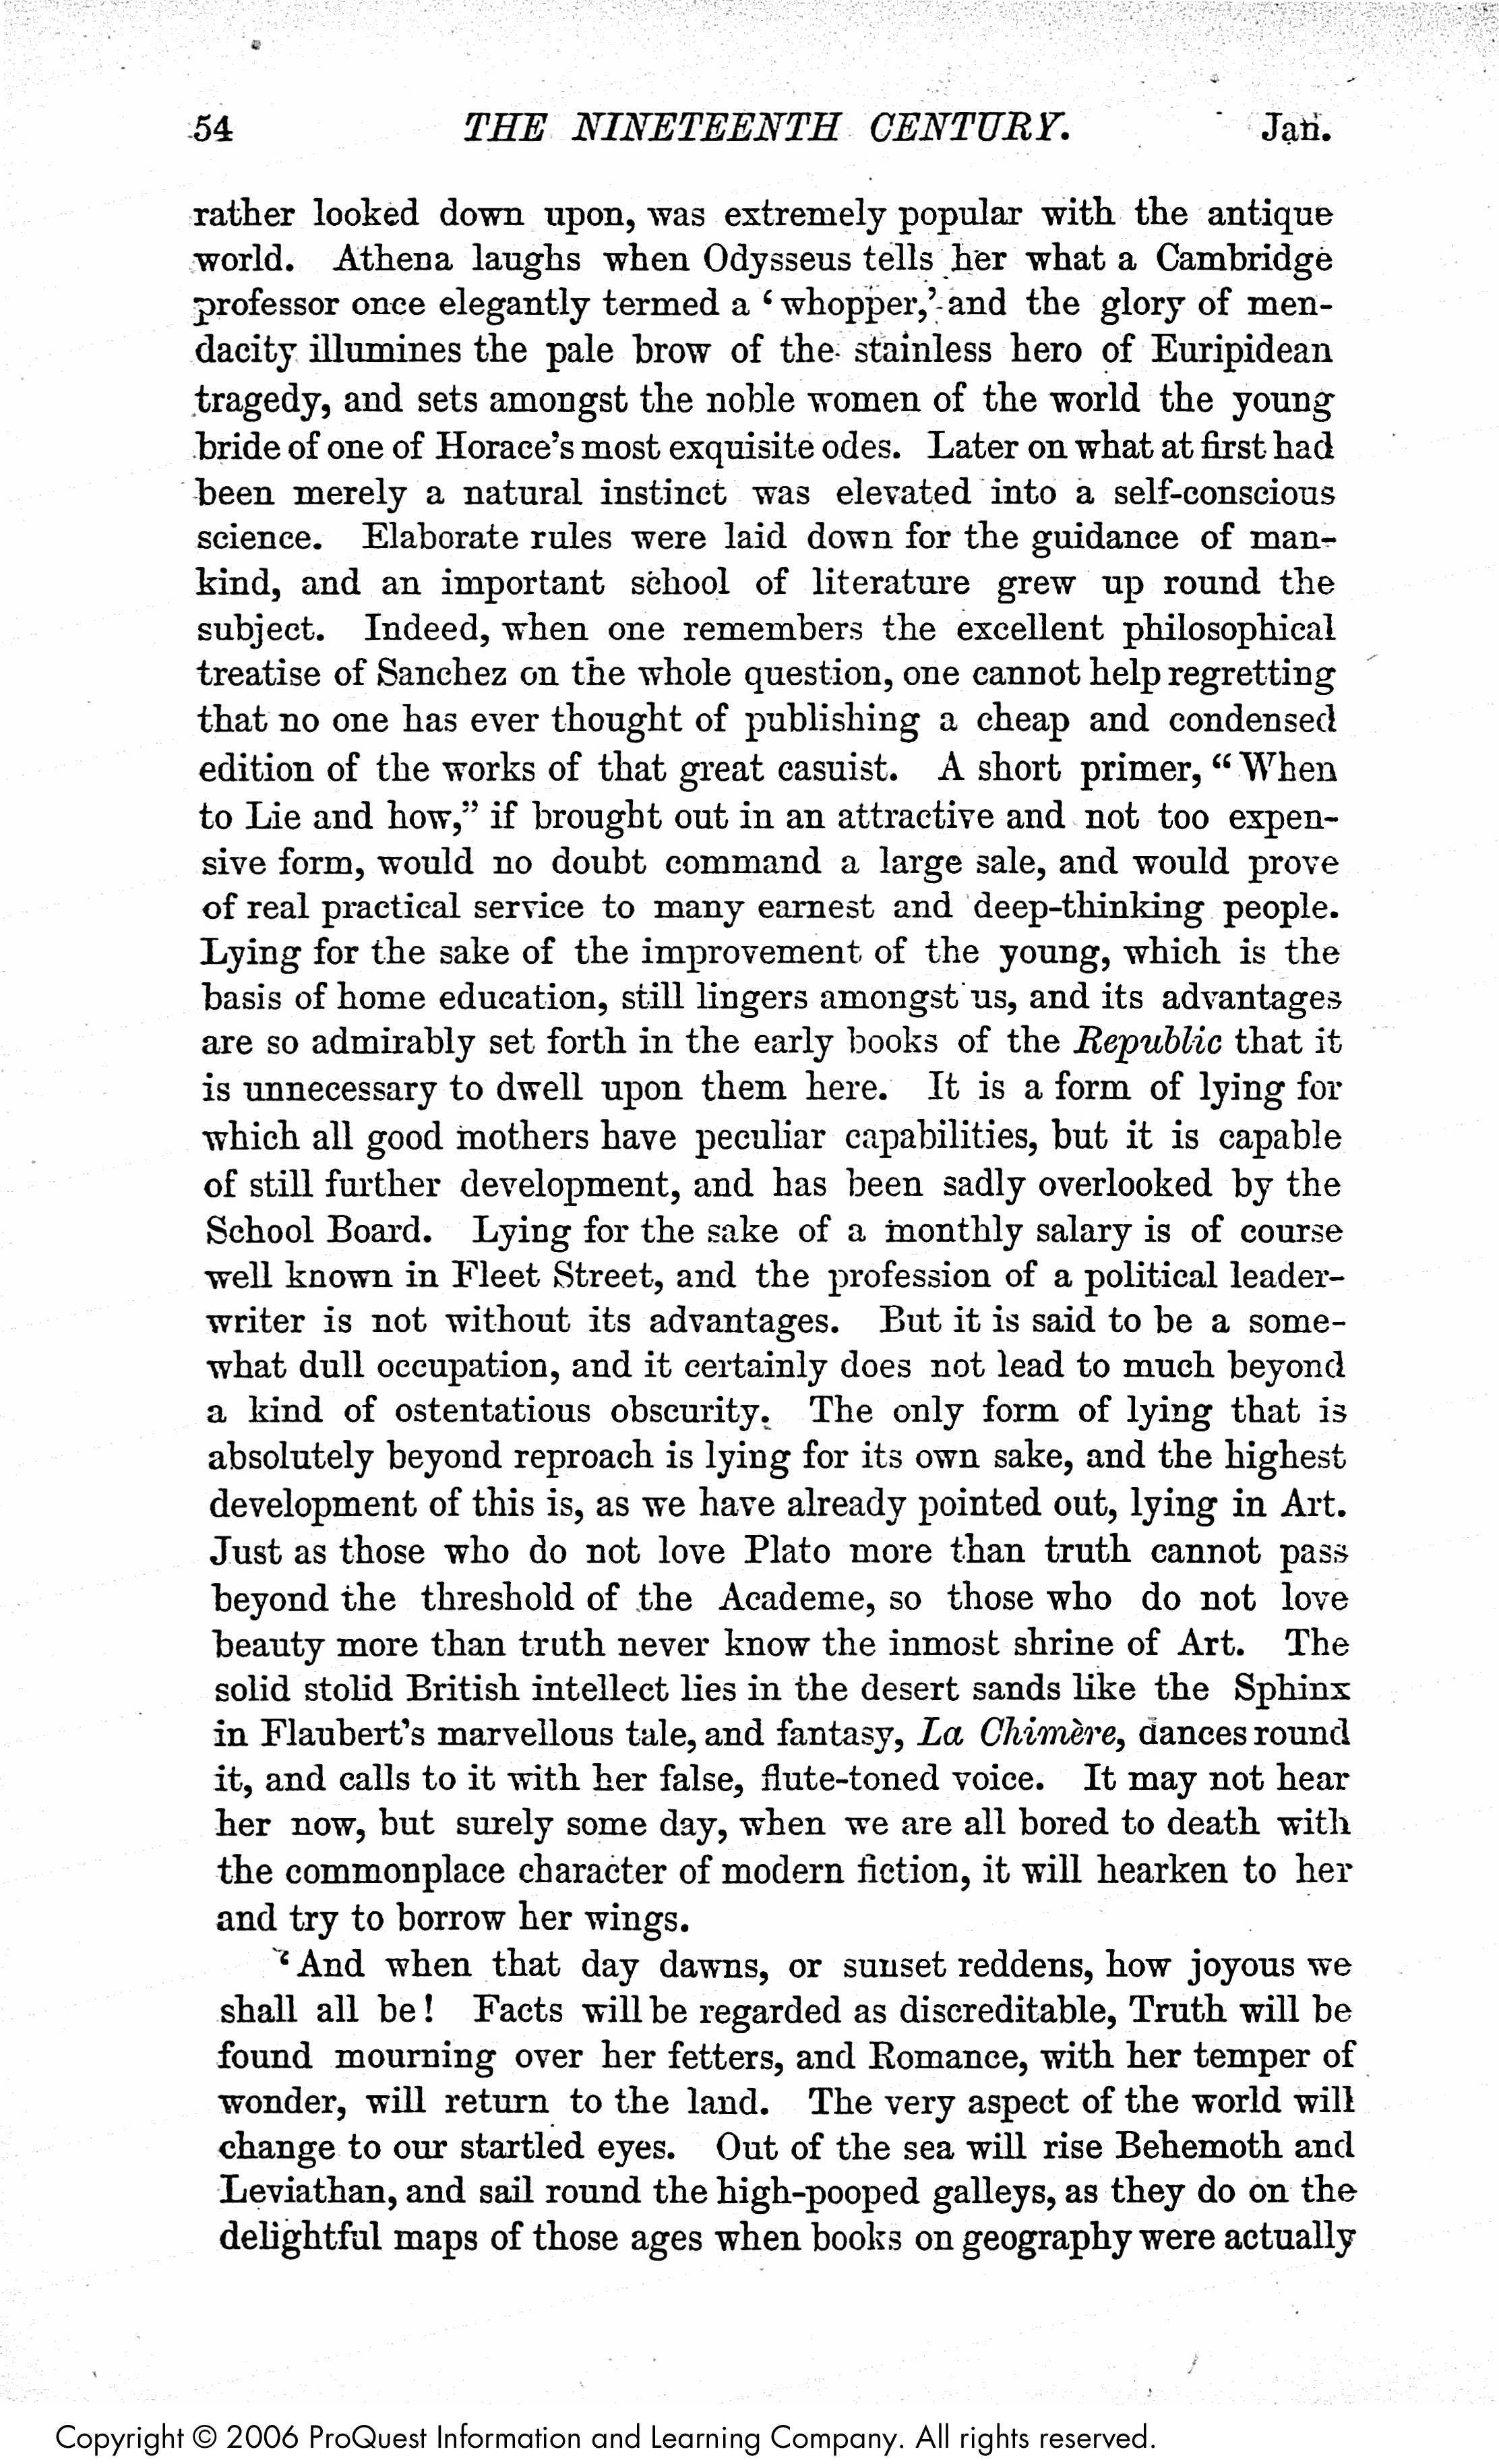 54 THE NINETEENTH CENTURY. Jan.
rather looked down upon, was extremely popular with the antique
world. Athena laughs when Odysseus tells her what a Cambridge
professor once elegantly termed a ‘ whopper,’ and the glory of men-
dacity illumines the pale brow of the stainless hero of Euripidean
tragedy, and sets amongst the noble women of the world the young
bride of one of Horace’s most exquisite odes. Later on what at first had
been merely a natural instinct was elevated into a self-conscious
science. Elaborate rules were laid down for the guidance of man-
kind, and an important school of literature grew up round the
subject. Indeed, when one remembers the excellent philosophical
treatise of Sanchez on the whole question, one cannot help regretting
that no one has ever thought of publishing a cheap and condensed
edition of the works of that great casuist. A short primer, “ When
to Lie and how,” if brought out in an attractive and not too expen-
sive form, would no doubt command a large sale, and would prove
of real practical service to many earnest and deep-thinking people.
Lying for the sake of the improvement of the young, which is the
basis of home education, still lingers amongst us, and its advantages
are so admirably set forth in the early books of the Republic that it
is unnecessary to dwell upon them here. It is a form of lying for
which all good mothers have peculiar capabilities, but it is capable
of still further development, and has been sadly overlooked by the
School Board. Lying for the sake of a monthly salary is of course
well known in Fleet Street, and the profession of a political leader-
writer is not without its advantages. But it is said to be a some-
what dull occupation, and it certainly does not lead to much beyond
a kind of ostentatious obscurity. The only form of lying that is
absolutely beyond reproach is lying for its own sake, and the highest
development of this is, as we have already pointed out, lying in Art.
Just as those who do not love Plato more than truth cannot pass
beyond the threshold of the Academe, so those who do not love
beauty more than truth never know the inmost shrine of Art. The
solid stolid British intellect lies in the desert sands like the Sphinx
in Flaubert’s marvellous tale, and fantasy, La Chimère, dances round
it, and calls to it with her false, flute-toned voice. It may not hear
her now, but surely some day, when we are all bored to death with
the commonplace character of modern fiction, it will hearken to her
and try to borrow her wings.
‘ And when that day dawns, or sunset reddens, how joyous we
shall all be! Facts will be regarded as discreditable, Truth will be
found mourning over her fetters, and Romance, with her temper of
wonder, will return to the land. The very aspect of the world will
change to our startled eyes. Out of the sea will rise Behemoth and
Leviathan, and sail round the high-pooped galleys, as they do on the
delightful maps of those ages when books on geography were actually
Copyright © 2006 ProQuest Information and Learning Company. All rights reserved.